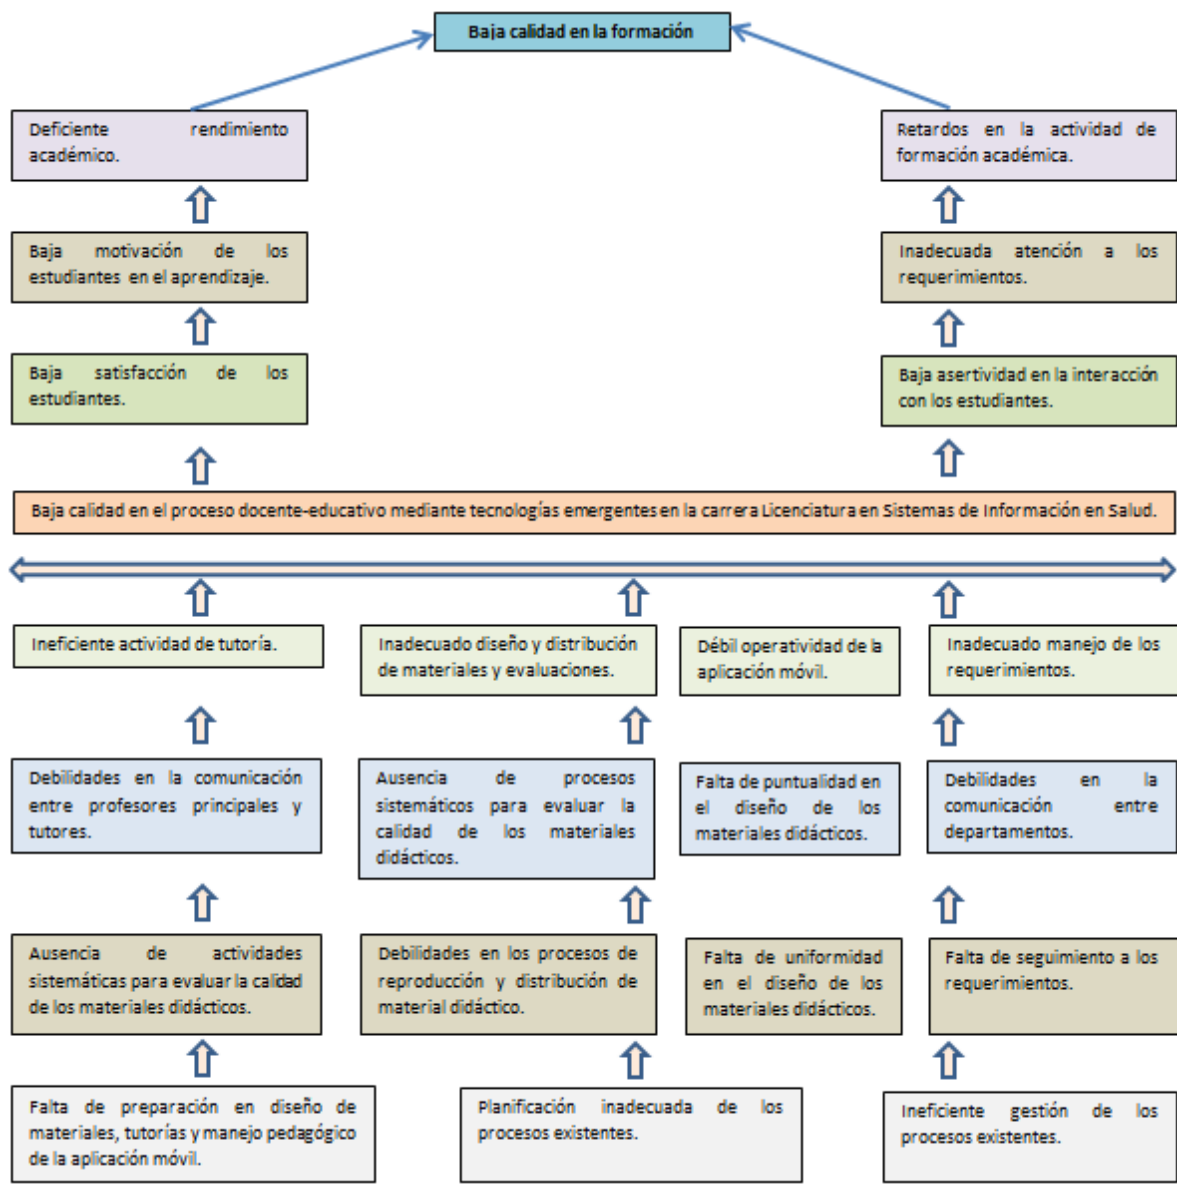 Baja calidad en la formación
Deficiente rendimiento
académico.
Retardos en la actividad de
formación académica.
Baja motivación de los
estudiantes en el aprendizaje.
Inadecuada atención a los
requerimientos.
Baja satisfacción de los
estudiantes.
Baja asertividad en la interacción
con los estudiantes.
Baja calidad en el proceso docente-educativo mediante tecnologías emergentes en la carrera Licenciatura en Sistemas de Información en Salud.
Ineficiente actividad de tutoría.
Inadecuado diseño y distribución
de materiales y evaluaciones.
Débil operatividad de la
aplicación móvil.
Inadecuado manejo de los
requerimientos.
Debilidades en la comunicación
entre profesores principales y
tutores.
Ausencia de procesos
sistemáticos para evaluar la
calidad de los materiales
didácticos.
Falta de puntualidad en
el diseño de los
materiales didácticos.
Debilidades en la
comunicación entre
departamentos.
Ausencia de actividades
sistemáticas para evaluar la calidad
de los materiales didácticos.
Debilidades en los procesos de
reproducción y distribución de
material didáctico.
Falta de uniformidad
en el diseño de los
materiales didácticos.
Falta de seguimiento a los
requerimientos.
Falta de preparación en diseño de
materiales, tutorías y manejo pedagógico
de la aplicación móvil.
Planificación inadecuada de los
procesos existentes.
Ineficiente gestión de los
procesos existentes.